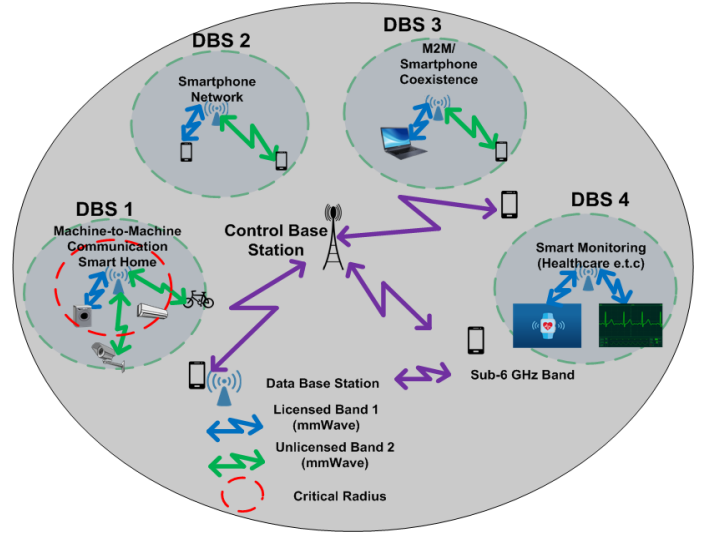 DBS 2
Smartphone
Network
DBS 3
M2M/
Smartphone
Coexistence
DBS 1
Machine-to-Machine
Communication
Smart Home
Control Base
Station
DBS 4
Smart Monitoring
(Healthcare e.t.c)
Data Base Station
Sub-6 GHz Band
Licensed Band 1
(mmWave)
Unlicensed Band 2
(mmWave)
Critical Radius